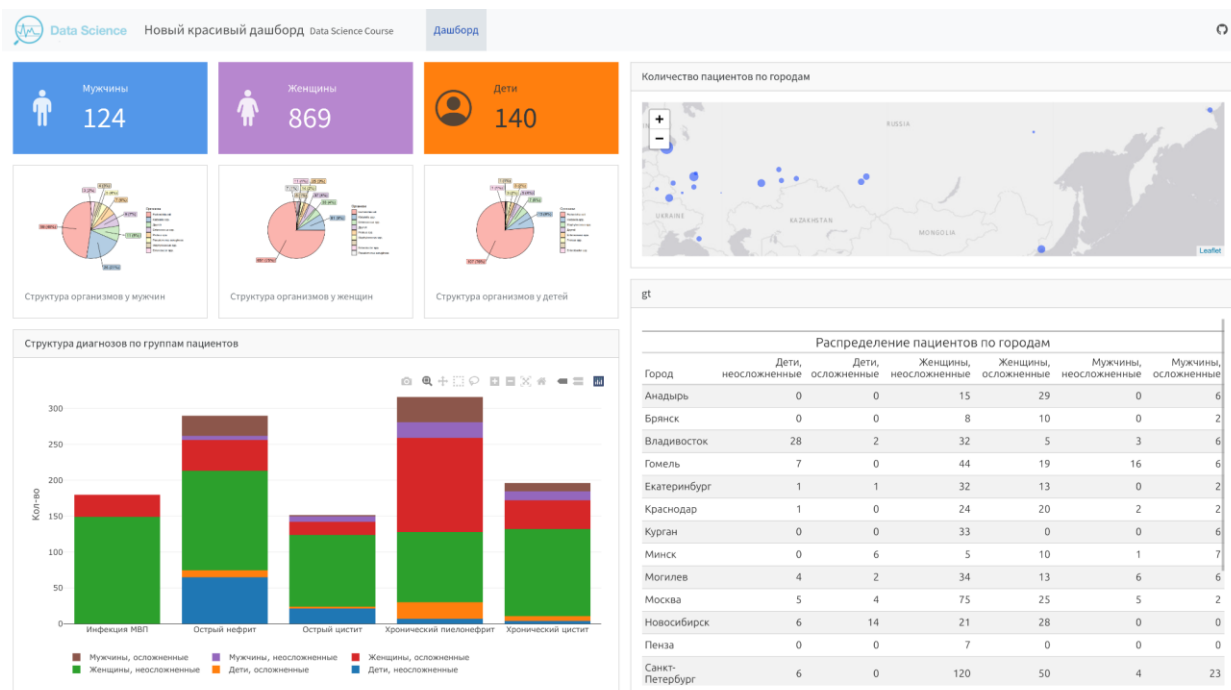 Data Science Новый красивый дашборд Data Science Course Дашборд
Мужчины
124
Женщины
869
Дети
140
Структура организмов у мужчин
Структура организмов у женщин
Структура организмов у детей
Структура диагнозов по группам пациентов
Кол-во
300
250
200
150
100
50
0
Инфекция МВП Острый нефрит Острый цистит Хронический пиелонефрит Хронический цистит
Мужчины, осложненные Мужчины, неосложненные Женщины, осложненные
Женщины, неосложненные Дети, осложненные Дети, неосложненные
Количество пациентов по городам
+
−
RUSSIA
UKRAINE
KAZAKHSTAN
MONGOLIA
Leaflet
gt
Распределение пациентов по городам
Город Дети, неосложненные Дети, осложненные Женщины, неосложненные Женщины, осложненные Мужчины, неосложненные Мужчины, осложненные
Анадырь 0 0 15 29 0 6
Брянск 0 0 8 10 0 2
Владивосток 28 2 32 5 3 6
Гомель 7 0 44 19 16 6
Екатеринбург 1 1 32 13 0 2
Краснодар 1 0 24 20 2 2
Курган 0 0 33 0 0 6
Минск 0 6 5 10 1 7
Могилев 4 2 34 13 6 6
Москва 5 4 75 25 5 2
Новосибирск 6 14 21 28 0 0
Пенза 0 0 7 0 0 0
Санкт-
Петербург 6 0 120 50 4 23